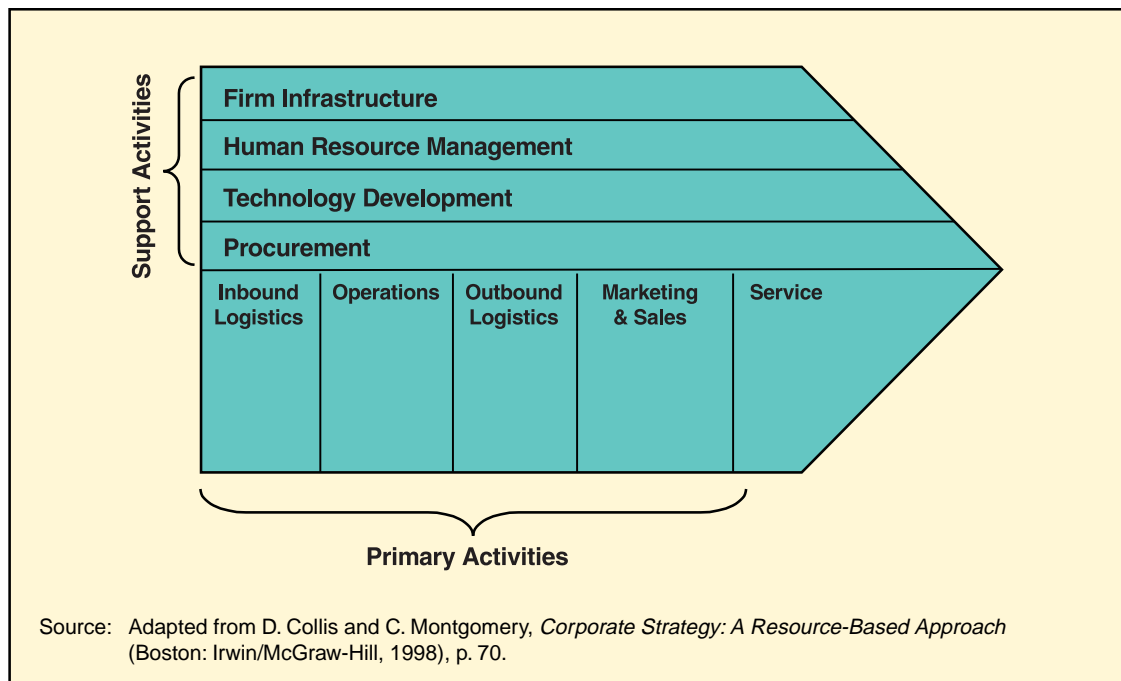 Support Activities
Firm Infrastructure
Human Resource Management
Technology Development
Procurement
Inbound
Logistics
Operations
Outbound
Logistics
Marketing
& Sales
Service
Primary Activities
Source: Adapted from D. Collis and C. Montgomery, Corporate Strategy: A Resource-Based Approach
(Boston: Irwin/McGraw-Hill, 1998), p. 70.